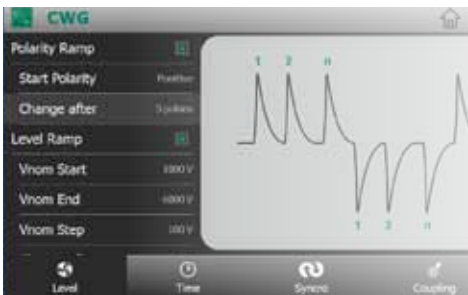 CWG
Polarity Ramp
Start Polarity Positive
Change after 5 pulses
Level Ramp
Vnom Start 1000 V
Vnom End 6000 V
Vnom Step 100 V
1 2 n
1 2 n
Level Time Syncro Coupling